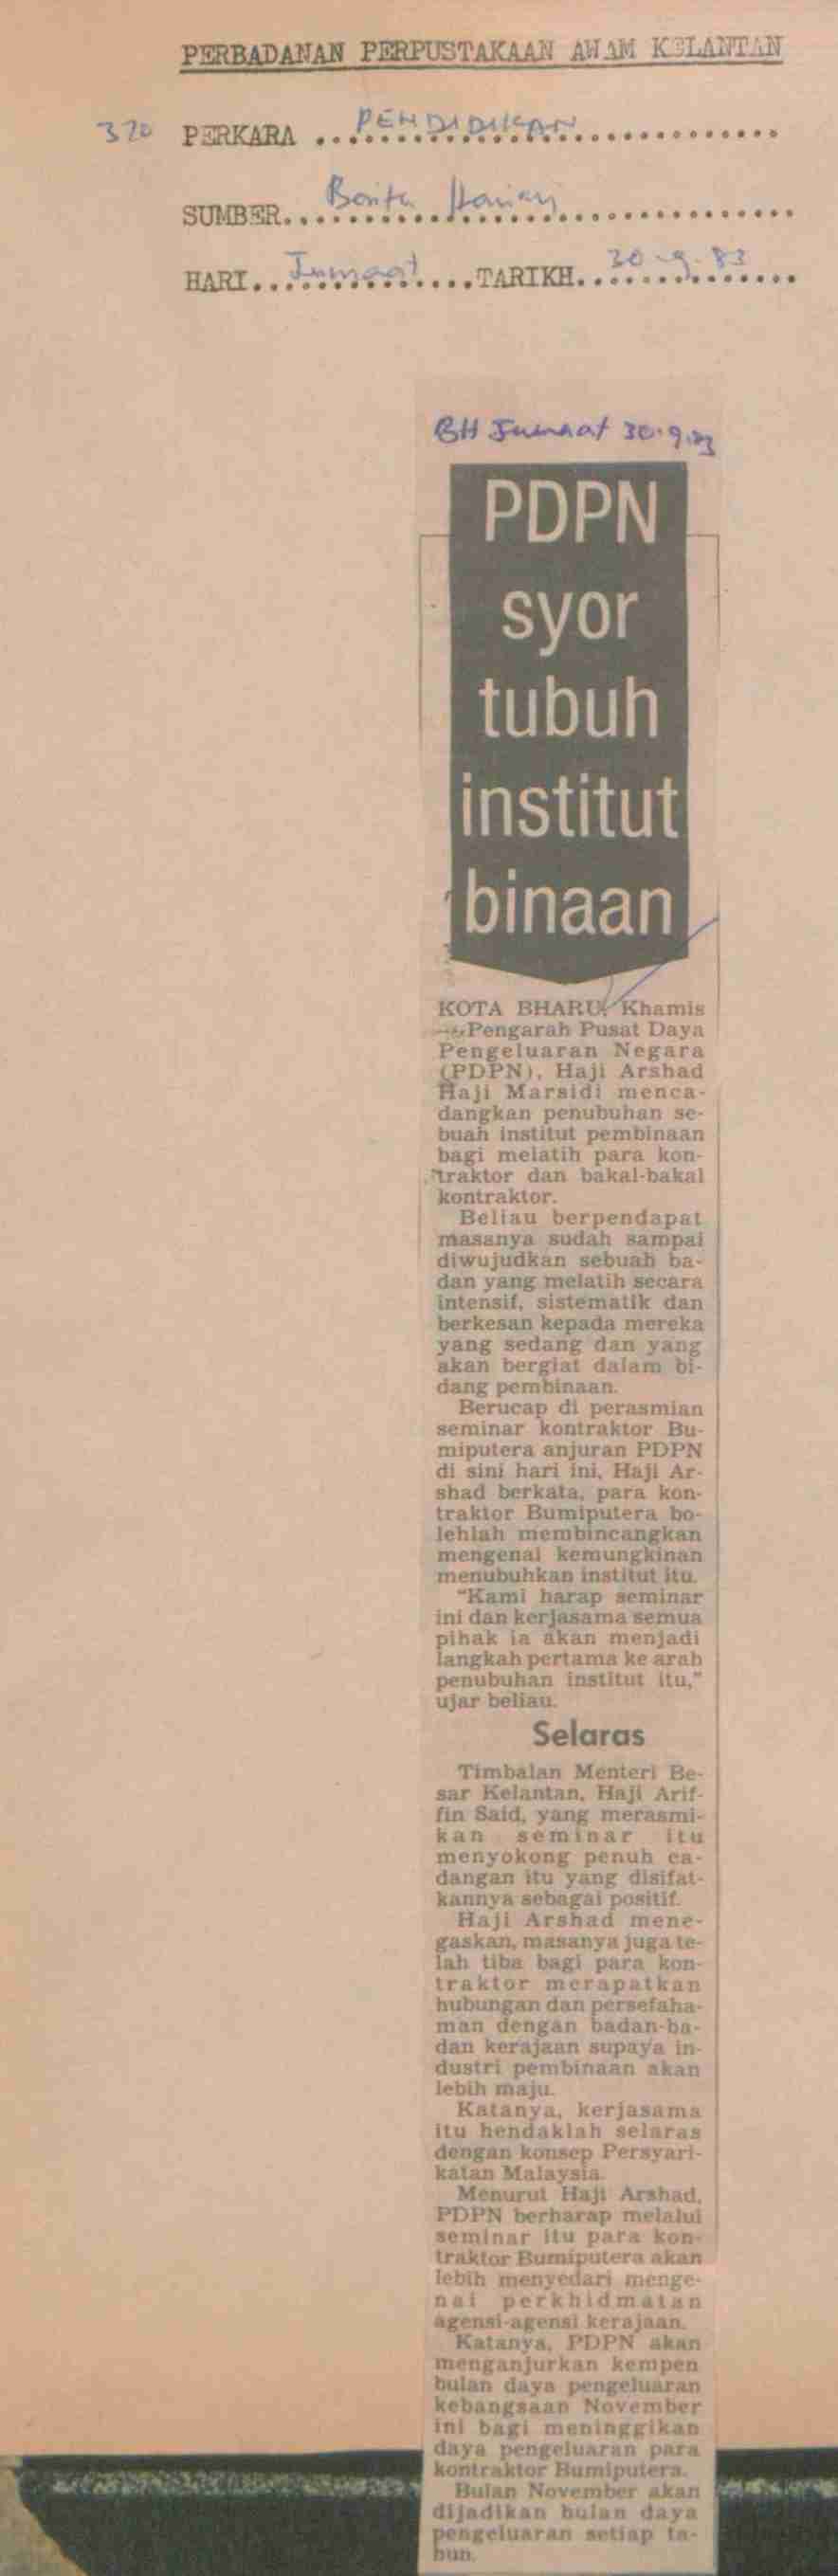 PERBADANAN PERPUSTAKAAN AWAM KELANTAN
320 PERKARA ...PENDIDIKAN...
SUMBER...Berita Harian...
HARI...Jumaat...TARIKH...30-9-83...
BH Jumaat 30.9.83
PDPN
syor
tubuh
institut
binaan
KOTA BHARU, Khamis
— Pengarah Pusat Daya
Pengeluaran Negara
(PDPN), Haji Arshad
Haji Marsidi menca-
dangkan penubuhan se-
buah institut pembinaan
bagi melatih para kon-
traktor dan bakal-bakal
kontraktor.
Beliau berpendapat
masanya sudah sampai
diwujudkan sebuah ba-
dan yang melatih secara
intensif, sistematik dan
berkesan kepada mereka
yang sedang dan yang
akan bergiat dalam bi-
dang pembinaan.
Berucap di perasmian
seminar kontraktor Bu-
miputera anjuran PDPN
di sini hari ini, Haji Ar-
shad berkata, para kon-
traktor Bumiputera bo-
lehlah membincangkan
mengenai kemungkinan
menubuhkan institut itu.
"Kami harap seminar
ini dan kerjasama semua
pihak ia akan menjadi
langkah pertama ke arah
penubuhan institut itu,"
ujar beliau.
Selaras
Timbalan Menteri Be-
sar Kelantan, Haji Arif-
fin Said, yang merasmi-
kan seminar itu
menyokong penuh ca-
dangan itu yang disifat-
kannya sebagai positif.
Haji Arshad mene-
gaskan, masanya juga te-
lah tiba bagi para kon-
traktor merapatkan
hubungan dan persefaha-
man dengan badan-ba-
dan kerajaan supaya in-
dustri pembinaan akan
lebih maju.
Katanya, kerjasama
itu hendaklah selaras
dengan konsep Persyari-
katan Malaysia.
Menurut Haji Arshad,
PDPN berharap melalui
seminar itu para kon-
traktor Bumiputera akan
lebih menyedari menge-
nai perkhidmatan
agensi-agensi kerajaan.
Katanya, PDPN akan
menganjurkan kempen
bulan daya pengeluaran
kebangsaan November
ini bagi meninggikan
daya pengeluaran para
kontraktor Bumiputera.
Bulan November akan
dijadikan bulan daya
pengeluaran setiap ta-
hun.